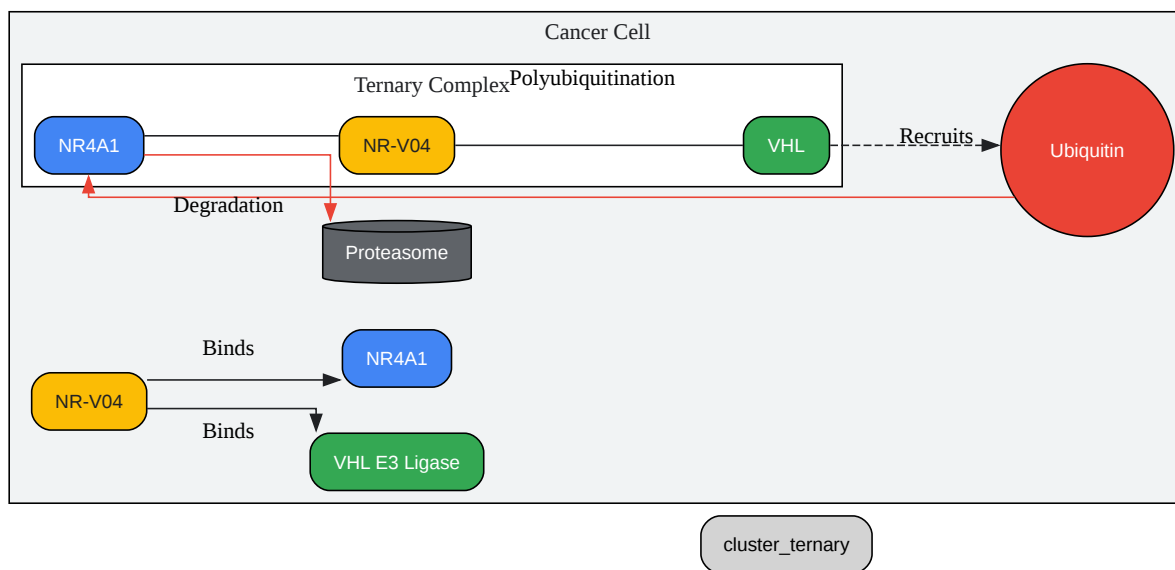 Cancer Cell
Ternary Complex
Polyubiquitination
NR4A1
NR-V04
VHL
Recruits
Ubiquitin
Degradation
Proteasome
Binds
NR4A1
NR-V04
Binds
VHL E3 Ligase
cluster_ternary